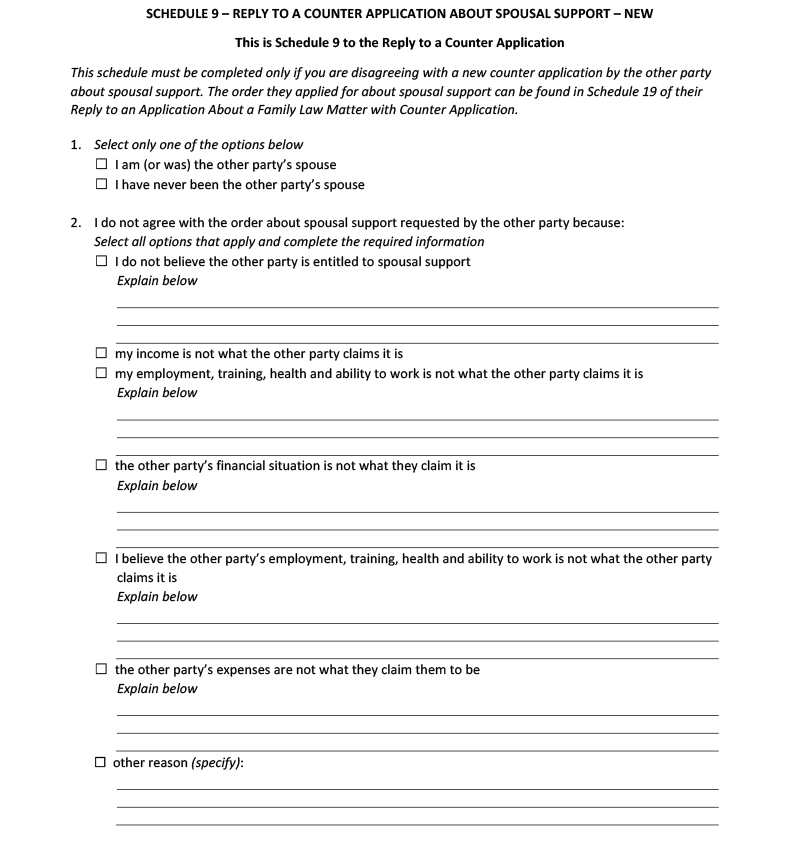 SCHEDULE 9 – REPLY TO A COUNTER APPLICATION ABOUT SPOUSAL SUPPORT – NEW
This is Schedule 9 to the Reply to a Counter Application
This schedule must be completed only if you are disagreeing with a new counter application by the other party
about spousal support. The order they applied for about spousal support can be found in Schedule 19 of their
Reply to an Application About a Family Law Matter with Counter Application.
1. Select only one of the options below
☐ I am (or was) the other party's spouse
☐ I have never been the other party's spouse
2. I do not agree with the order about spousal support requested by the other party because:
Select all options that apply and complete the required information
☐ I do not believe the other party is entitled to spousal support
Explain below
☐ my income is not what the other party claims it is
☐ my employment, training, health and ability to work is not what the other party claims it is
Explain below
☐ the other party's financial situation is not what they claim it is
Explain below
☐ I believe the other party's employment, training, health and ability to work is not what the other party
claims it is
Explain below
☐ the other party's expenses are not what they claim them to be
Explain below
☐ other reason (specify):